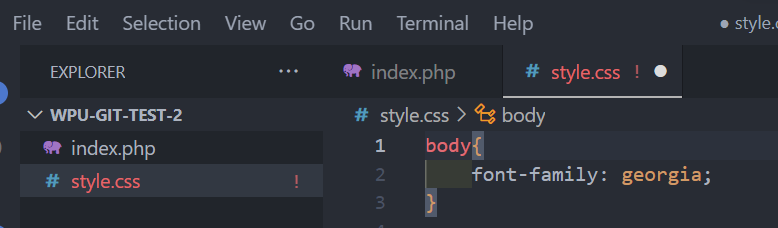 File Edit Selection View Go Run Terminal Help ● style.c
EXPLORER ···
index.php
# style.css ! ●
WPU-GIT-TEST-2
index.php
# style.css !
# style.css > body
1 body{
2 font-family: georgia;
3 }